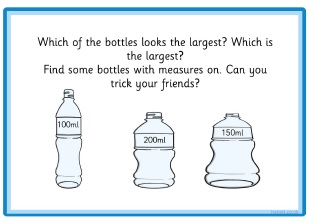 Which of the bottles looks the largest? Which is
the largest?
Find some bottles with measures on. Can you
trick your friends?
100ml
200ml
150ml